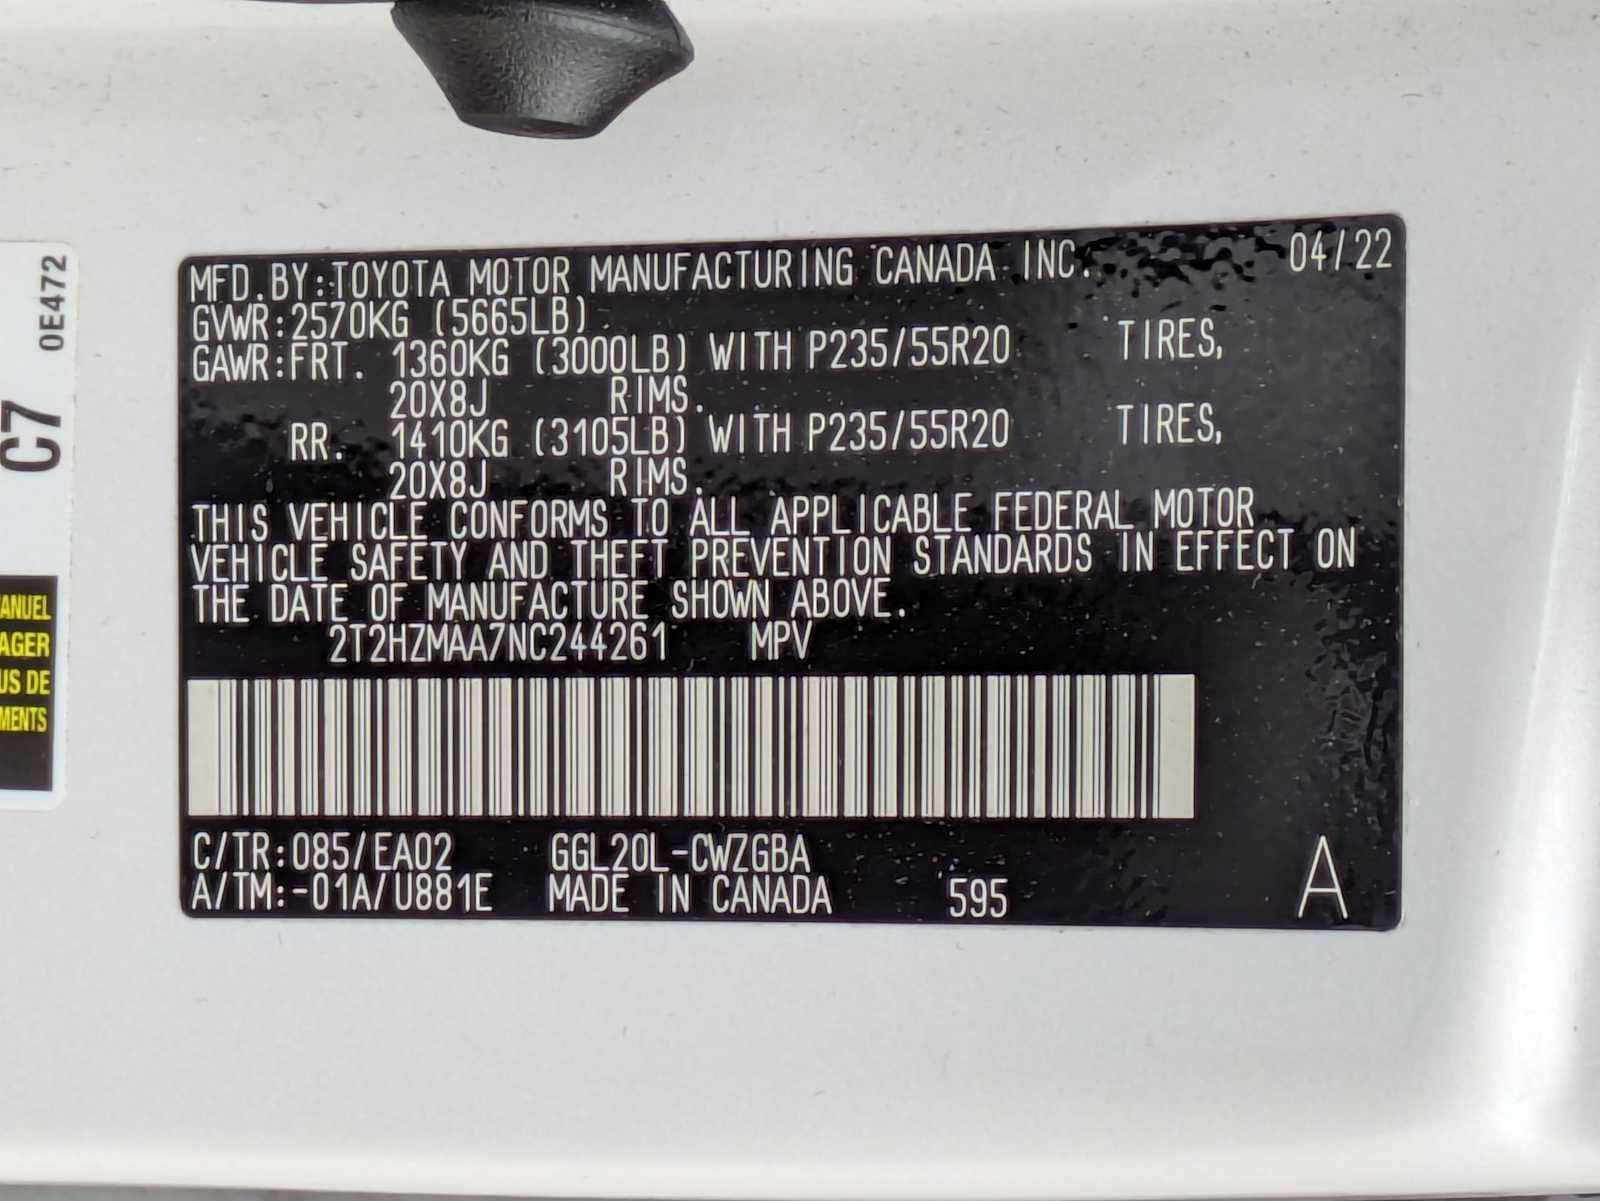 MFD.BY:TOYOTA MOTOR MANUFACTURING CANADA INC. 04/22
GVWR:2570KG (5665LB)
GAWR:FRT. 1360KG (3000LB) WITH P235/55R20 TIRES,
20X8J RIMS.
RR. 1410KG (3105LB) WITH P235/55R20 TIRES,
20X8J RIMS.
THIS VEHICLE CONFORMS TO ALL APPLICABLE FEDERAL MOTOR
VEHICLE SAFETY AND THEFT PREVENTION STANDARDS IN EFFECT ON
THE DATE OF MANUFACTURE SHOWN ABOVE.
2T2HZMAA7NC244261 MPV
C/TR:085/EA02 GGL20L-CWZGBA
A/TM:-01A/U881E MADE IN CANADA 595 A
C7 0E472
ANUEL
AGER
US DE
MENTS